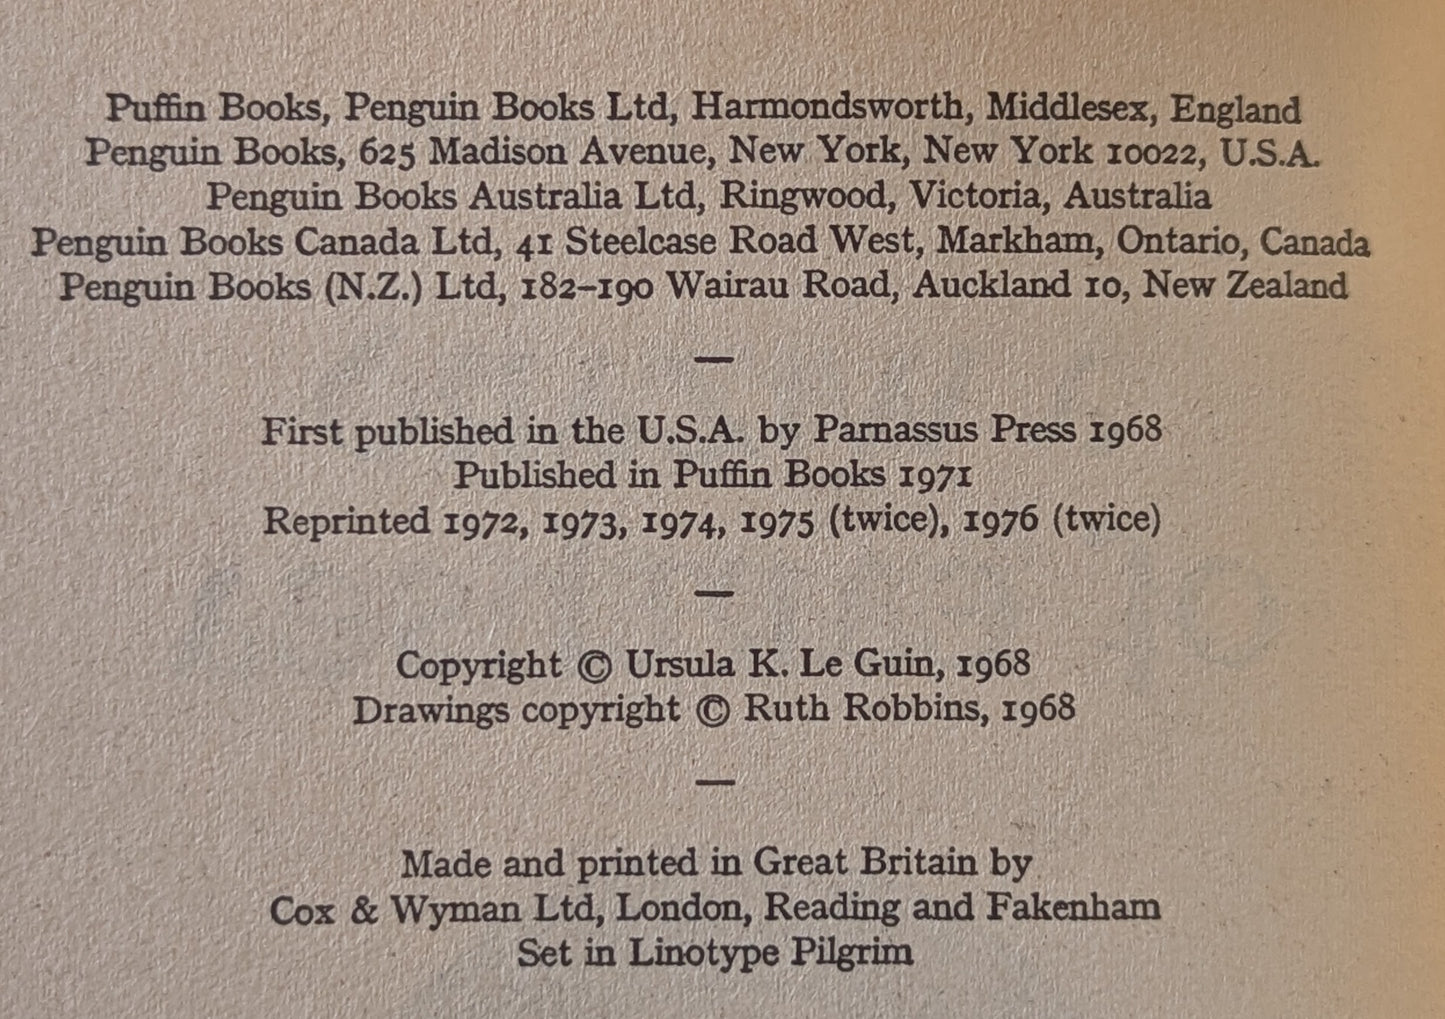 Puffin Books, Penguin Books Ltd, Harmondsworth, Middlesex, England
Penguin Books, 625 Madison Avenue, New York, New York 10022, U.S.A.
Penguin Books Australia Ltd, Ringwood, Victoria, Australia
Penguin Books Canada Ltd, 41 Steelcase Road West, Markham, Ontario, Canada
Penguin Books (N.Z.) Ltd, 182–190 Wairau Road, Auckland 10, New Zealand
—
First published in the U.S.A. by Parnassus Press 1968
Published in Puffin Books 1971
Reprinted 1972, 1973, 1974, 1975 (twice), 1976 (twice)
—
Copyright © Ursula K. Le Guin, 1968
Drawings copyright © Ruth Robbins, 1968
—
Made and printed in Great Britain by
Cox & Wyman Ltd, London, Reading and Fakenham
Set in Linotype Pilgrim